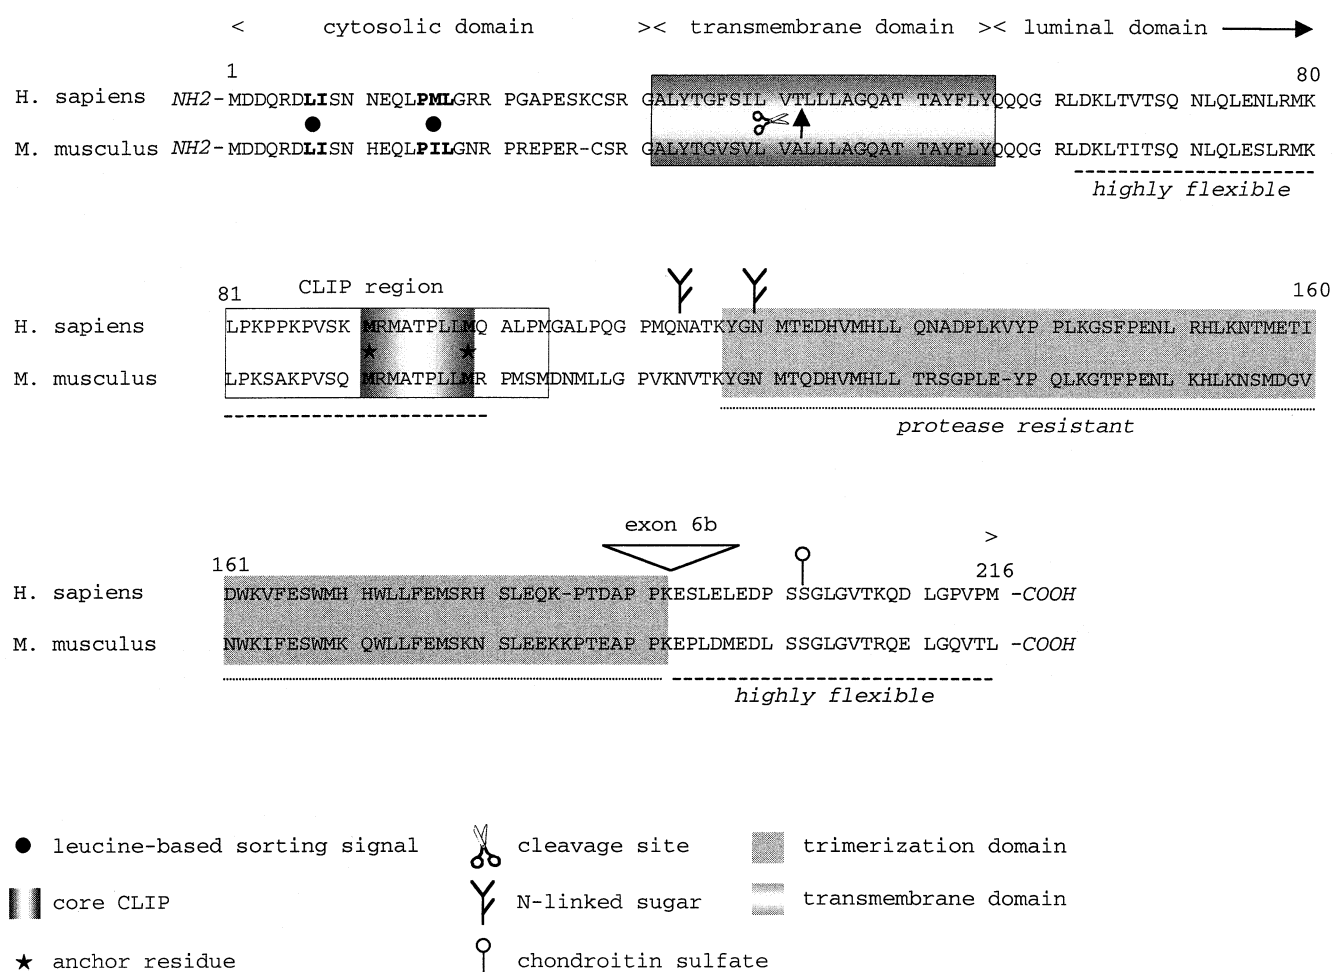 < cytosolic domain >< transmembrane domain >< luminal domain
1 80
H. sapiens NH2-MDDQRDLISN NEQLPMLGRR PGAPESKCSR GALYTGFSIL VTLLLAGQAT TAYFLYQQQG RLDKLTVTSQ NLQLENLRMK
M. musculus NH2-MDDQRDLISN HEQLPILGNR PREPER-CSR GALYTGVSVL VALLLAGQAT TAYFLYQQQG RLDKLTITSQ NLQLESLRMK
highly flexible
81 CLIP region 160
H. sapiens LPKPPKPVSK MRMATPLLMQ ALPMGALPQG PMQNATKYGN MTEDHVMHLL QNADPLKVYP PLKGSFPENL RHLKNTMETI
M. musculus LPKSAKPVSQ MRMATPLLMR PMSMDNMLLG PVKNVTKYGN MTQDHVMHLL TRSGPLE-YP QLKGTFPENL KHLKNSMDGV
protease resistant
exon 6b >
161 216
H. sapiens DWKVFESWMH HWLLFEMSRH SLEQK-PTDAPP PKESLELEDP SSGLGVTKQD LGPVPM -COOH
M. musculus NWKIFESWMK QWLLFEMSKN SLEEKKPTEAPP PKEPLDMEDL SSGLGVTRQE LGQVTL -COOH
highly flexible
leucine-based sorting signal cleavage site trimerization domain
core CLIP N-linked sugar transmembrane domain
anchor residue chondroitin sulfate